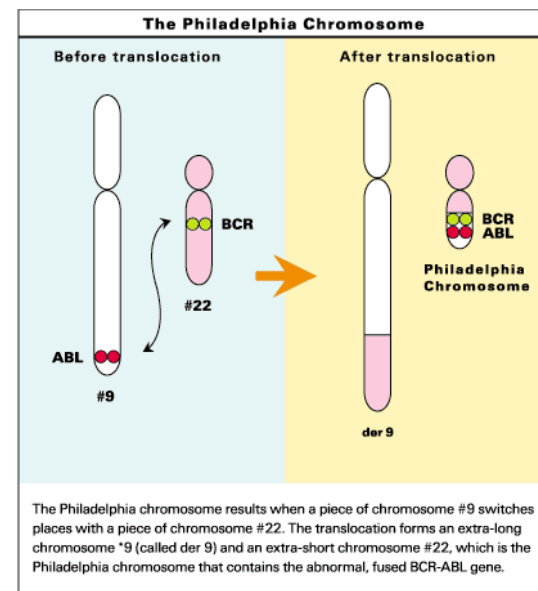 The Philadelphia Chromosome
Before translocation
After translocation
BCR
#22
ABL
#9
BCR
ABL
Philadelphia
Chromosome
der 9
The Philadelphia chromosome results when a piece of chromosome #9 switches
places with a piece of chromosome #22. The translocation forms an extra-long
chromosome *9 (called der 9) and an extra-short chromosome #22, which is the
Philadelphia chromosome that contains the abnormal, fused BCR-ABL gene.